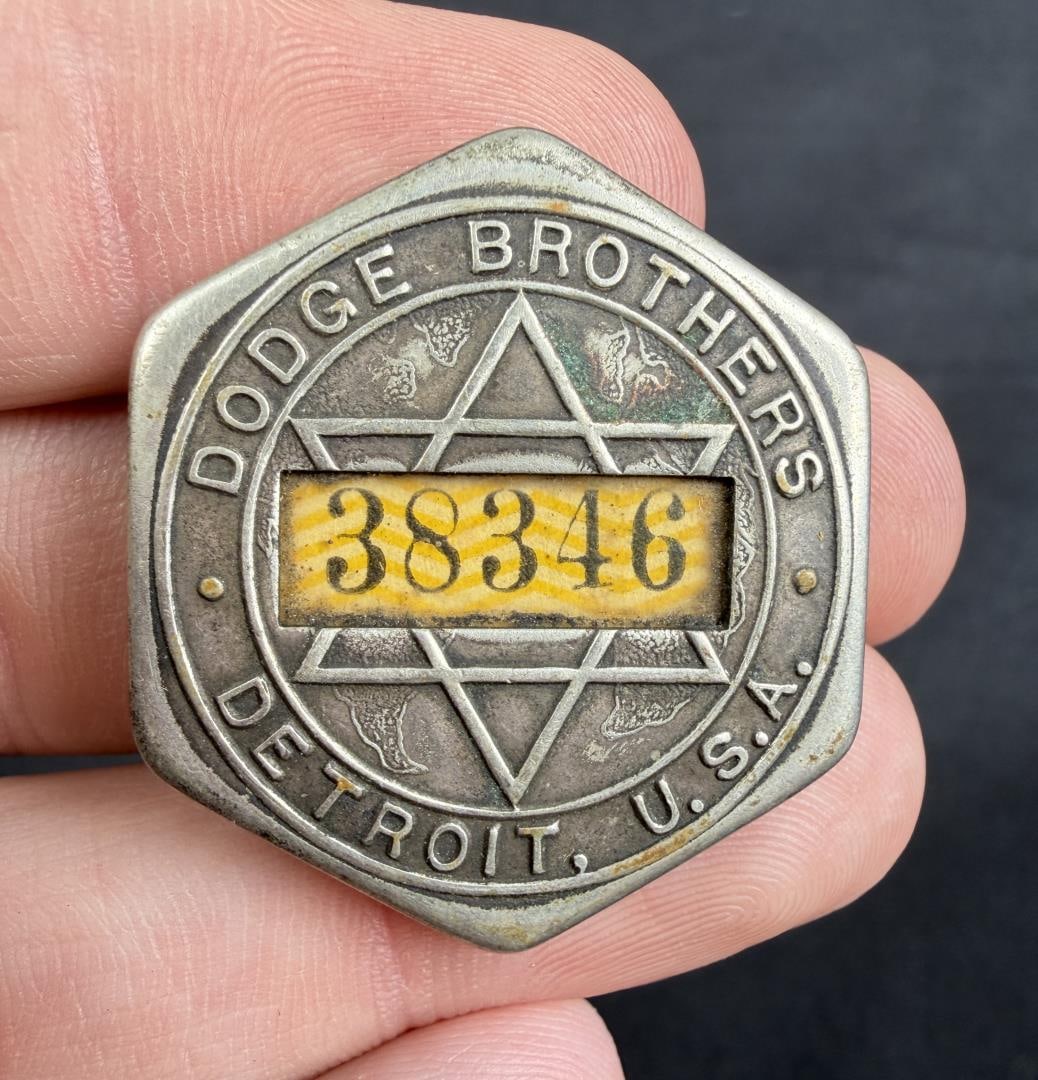 DODGE BROTHERS
38346
DETROIT, U.S.A.